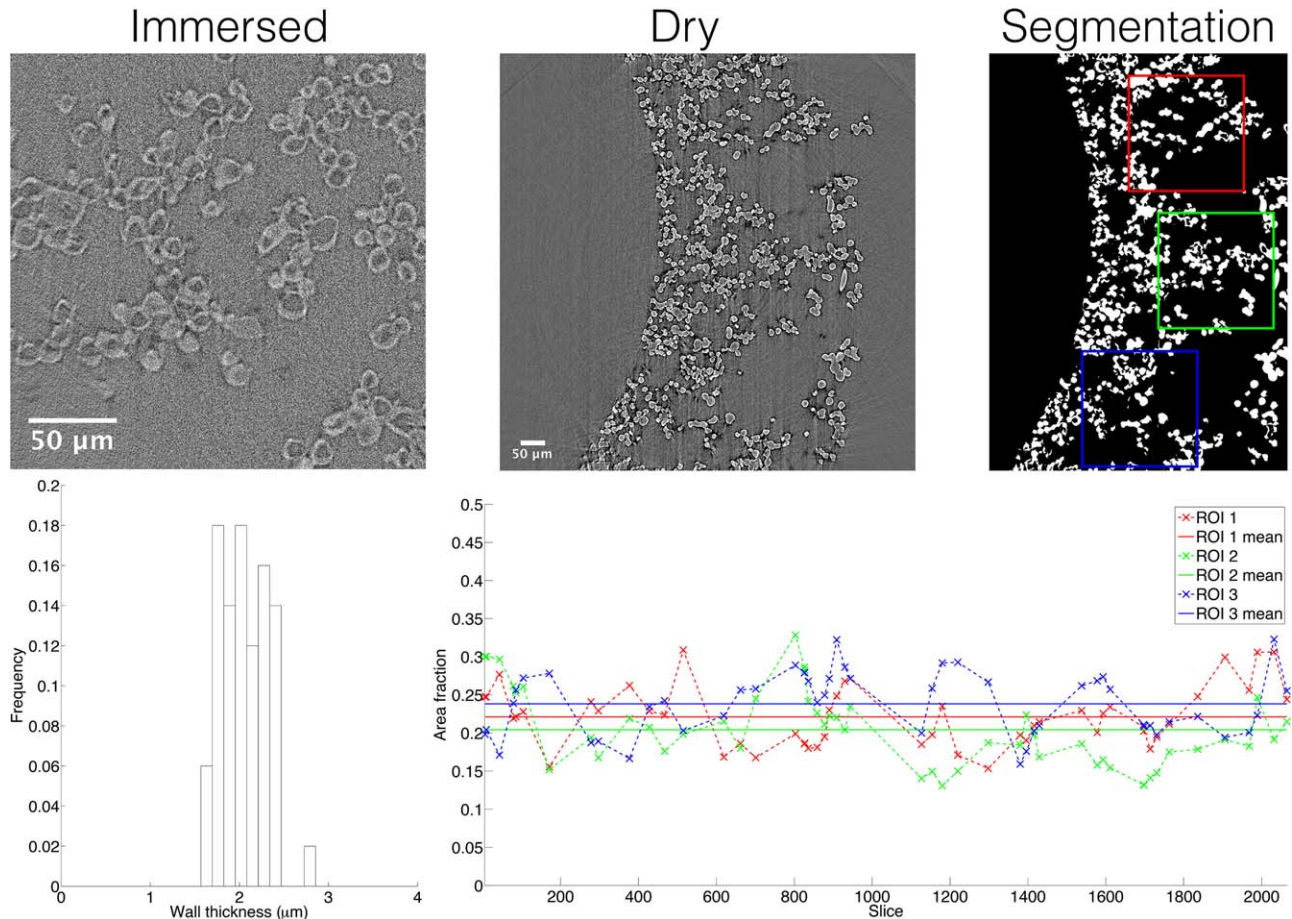 Immersed
Dry
Segmentation
50 μm
50 μm
0.2
0.18
0.16
0.14
0.12
0.1
0.08
0.06
0.04
0.02
0
Frequency
0
1
2
3
4
Wall thickness (μm)
0.5
0.45
0.4
0.35
0.3
0.25
0.2
0.15
0.1
0.05
0
Area fraction
200
400
600
800
1000
1200
1400
1600
1800
2000
Slice
ROI 1
ROI 1 mean
ROI 2
ROI 2 mean
ROI 3
ROI 3 mean